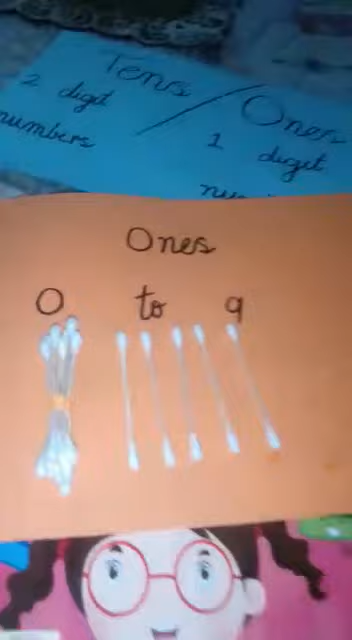 Tens / Ones
2 digit
numbers
1 digit
Ones
0 to 9